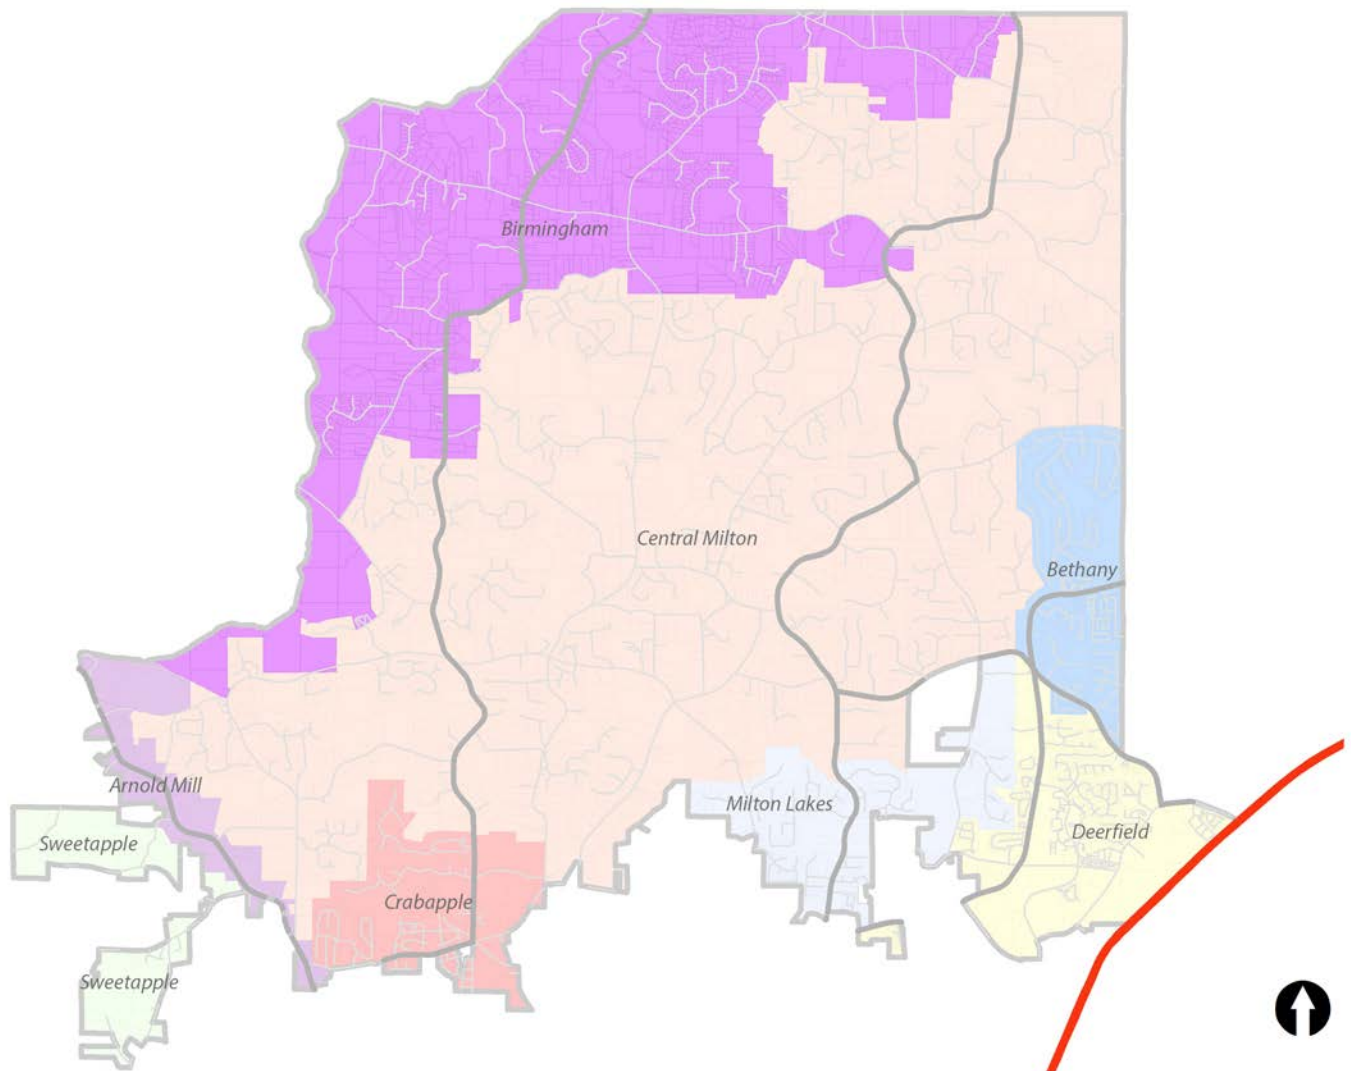 Birmingham
Central Milton
Bethany
Arnold Mill
Milton Lakes
Deerfield
Sweetapple
Crabapple
Sweetapple